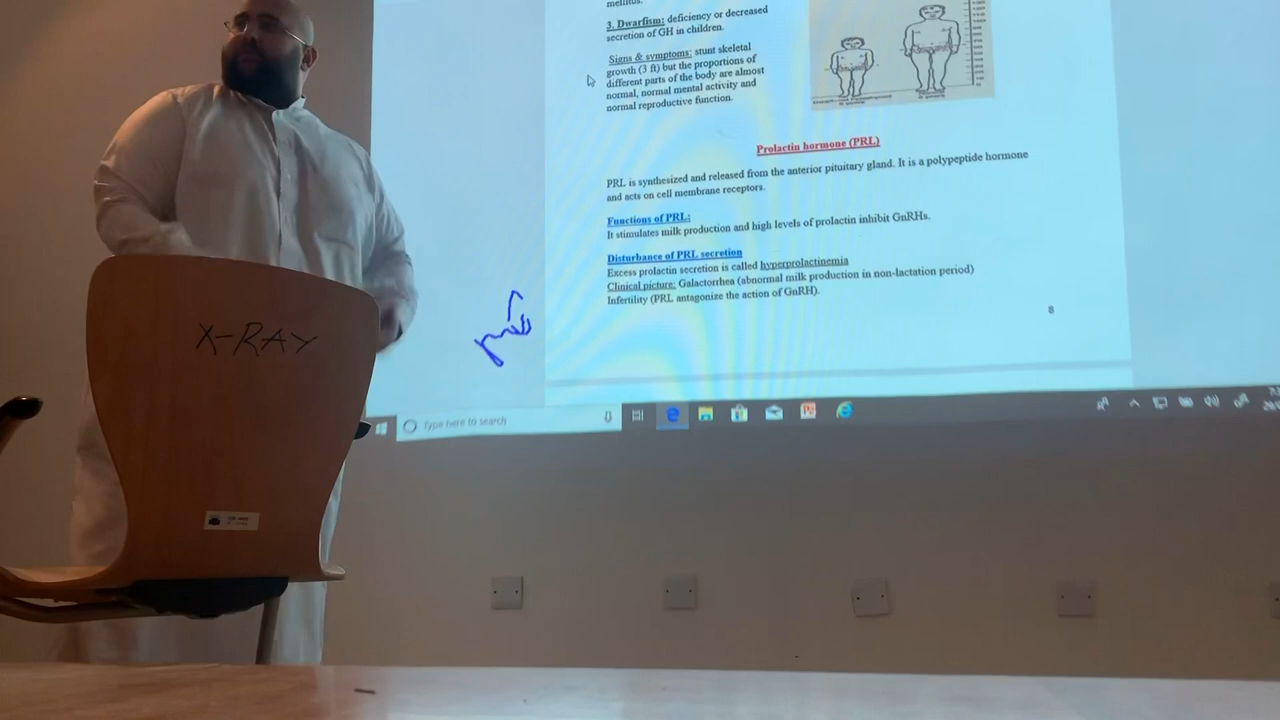 mellitus.
3. Dwarfism: deficiency or decreased
secretion of GH in children.
Signs & symptoms: stunt skeletal
growth (3 ft) but the proportions of
different parts of the body are almost
normal, normal mental activity and
normal reproductive function.
Prolactin hormone (PRL)
PRL is synthesized and released from the anterior pituitary gland. It is a polypeptide hormone
and acts on cell membrane receptors.
Functions of PRL:
It stimulates milk production and high levels of prolactin inhibit GnRHs.
Disturbance of PRL secretion
Excess prolactin secretion is called hyperprolactinemia
Clinical picture: Galactorrhea (abnormal milk production in non-lactation period)
Infertility (PRL antagonize the action of GnRH).
8
Type here to search
X-RAY